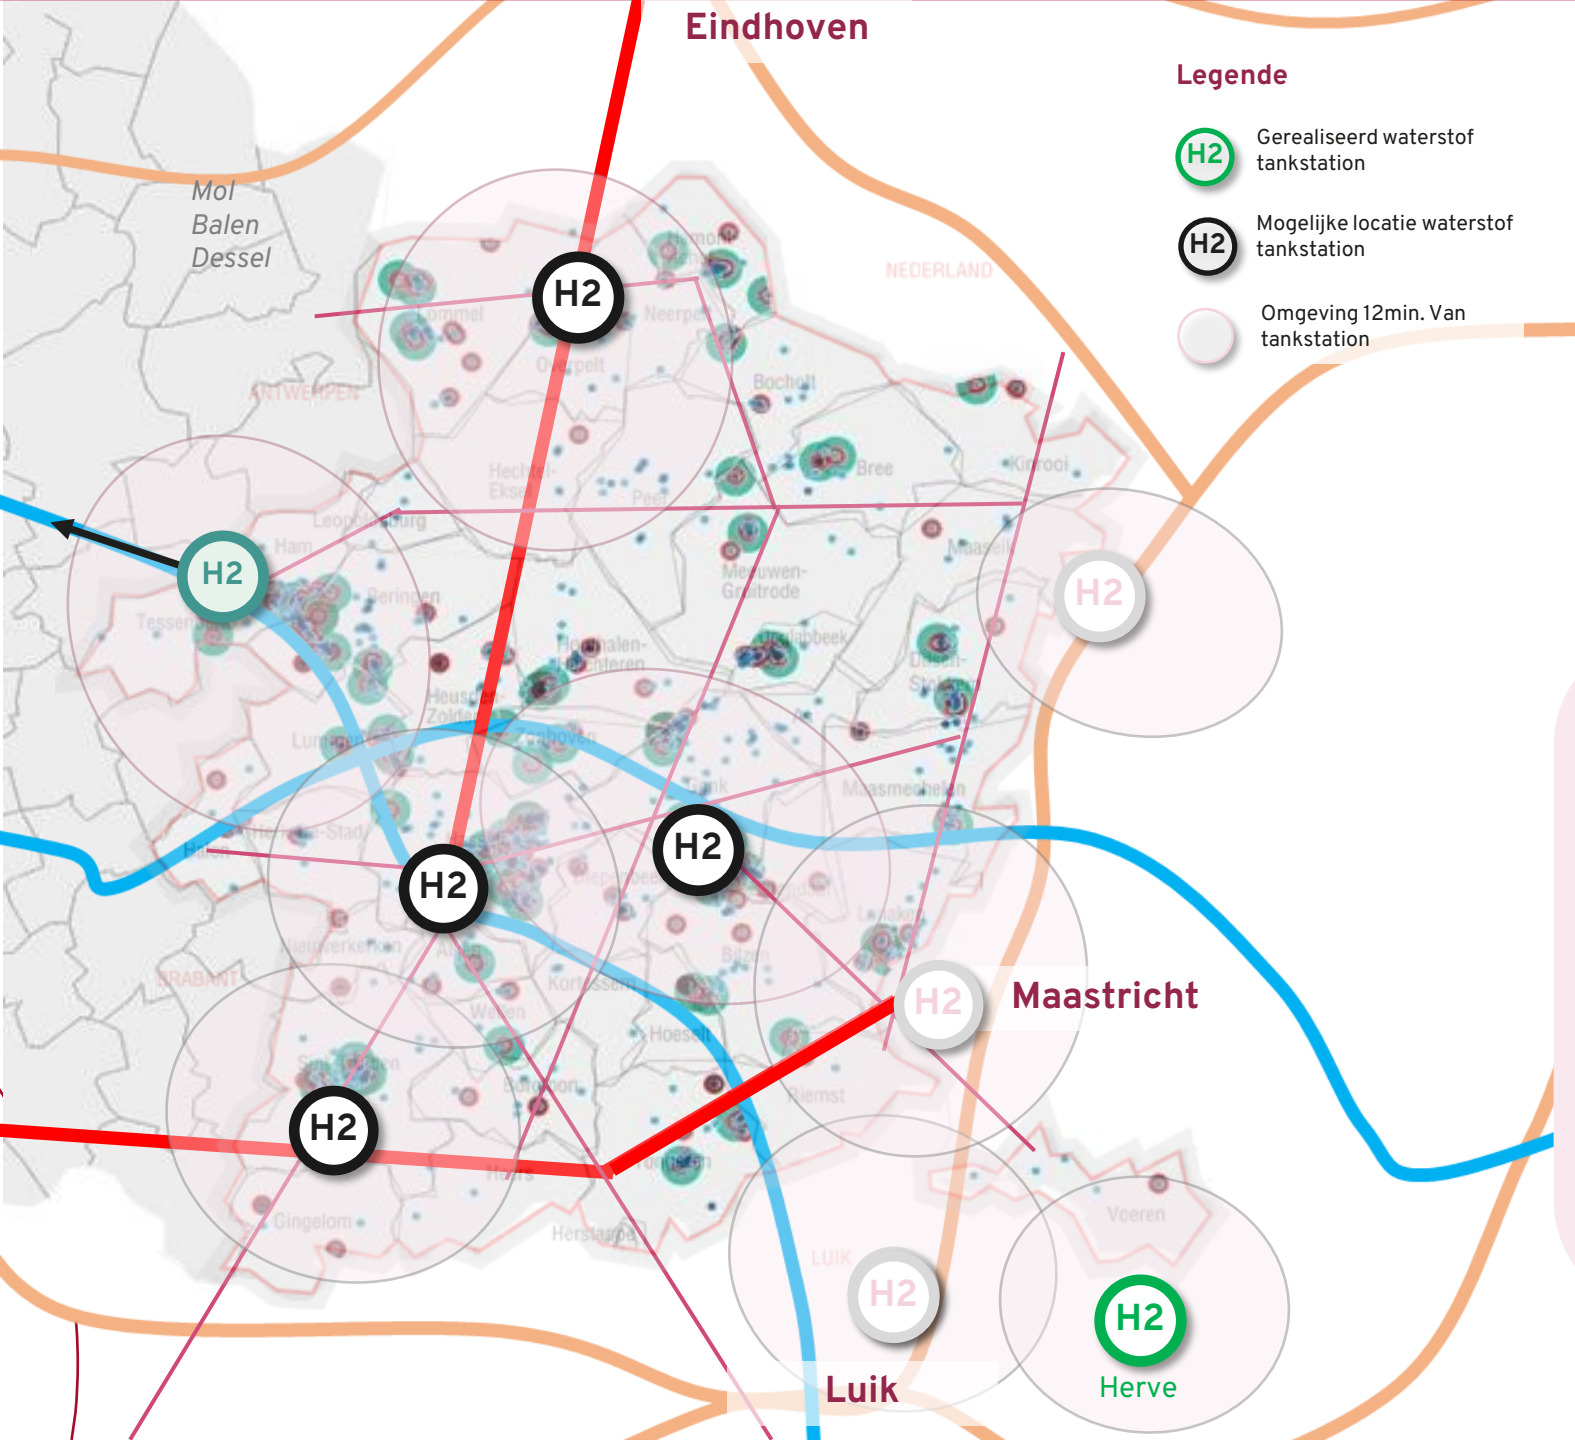 Eindhoven
Legende
H2
Gerealiseerd waterstof
tankstation
H2
Mogelijke locatie waterstof
tankstation
Omgeving 12min. Van
tankstation
Mol
Balen
Dessel
NEDERLAND
H2
Lommel
Neerpelt
Overpelt
Bocholt
ANTWERPEN
Hechtel-
Eksel
Peer
Bree
Kinrooi
Leopoldsburg
Ham
H2
Beringen
Maaseik
Meeuwen-
Gruitrode
H2
Tessenderlo
Houthalen-
Helchteren
Opglabbeek
Dilsen-
Stokkem
Heusden-
Zolder
Lummen
Zonhoven
Genk
Maasmechelen
Herk-de-Stad
Halen
H2
H2
Diepenbeek
Lanaken
Nieuwerkerken
Alken
Bilzen
BRABANT
Kortessem
H2
Maastricht
Wellen
Hoeselt
Sint-Truiden
Borgloon
Riemst
H2
Heers
Tongeren
Voeren
Gingelom
Herstappe
LUIK
H2
H2
Luik
Herve